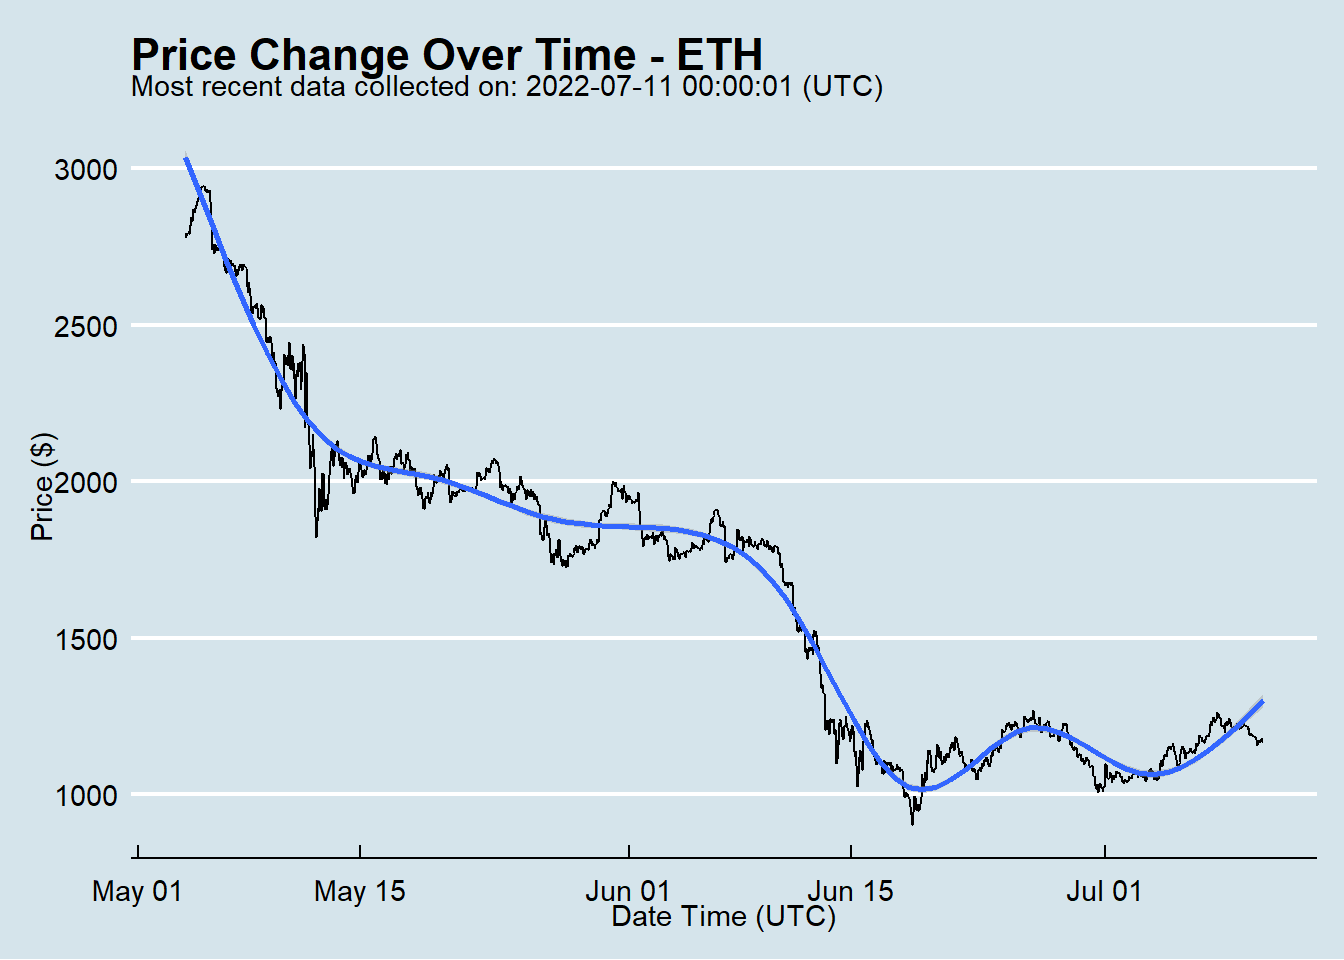 Price Change Over Time - ETH
Most recent data collected on: 2022-07-11 00:00:01 (UTC)
3000
2500
2000
1500
1000
Price ($)
May 01 May 15 Jun 01 Jun 15 Jul 01
Date Time (UTC)